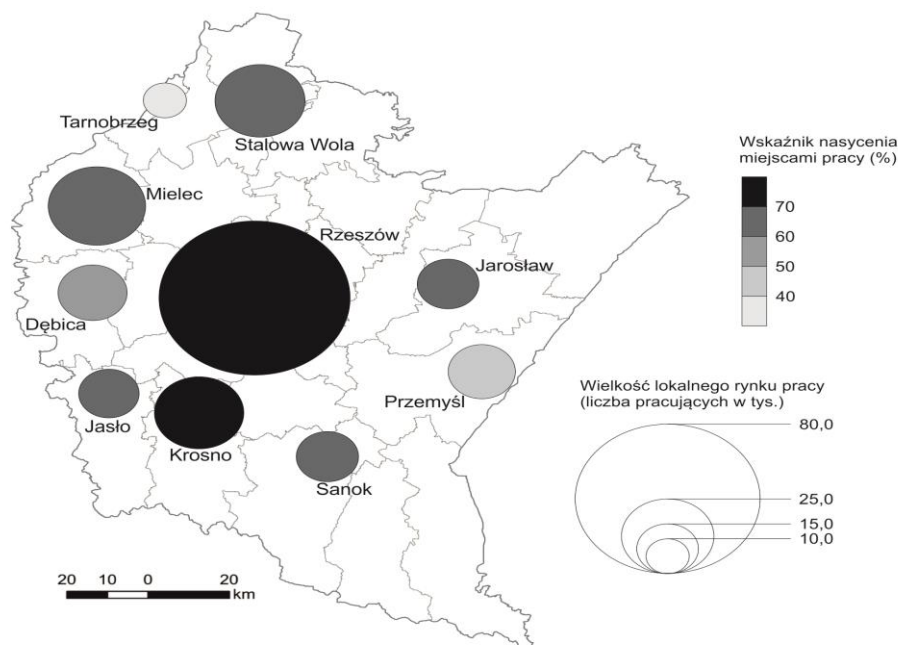 Tarnobrzeg
Stalowa Wola
Mielec
Rzeszów
Jarosław
Dębica
Przemyśl
Jasło
Krosno
Sanok
20 10 0 20
km
Wskaźnik nasycenia
miejscami pracy (%)
70
60
50
40
Wielkość lokalnego rynku pracy
(liczba pracujących w tys.)
80,0
25,0
15,0
10,0